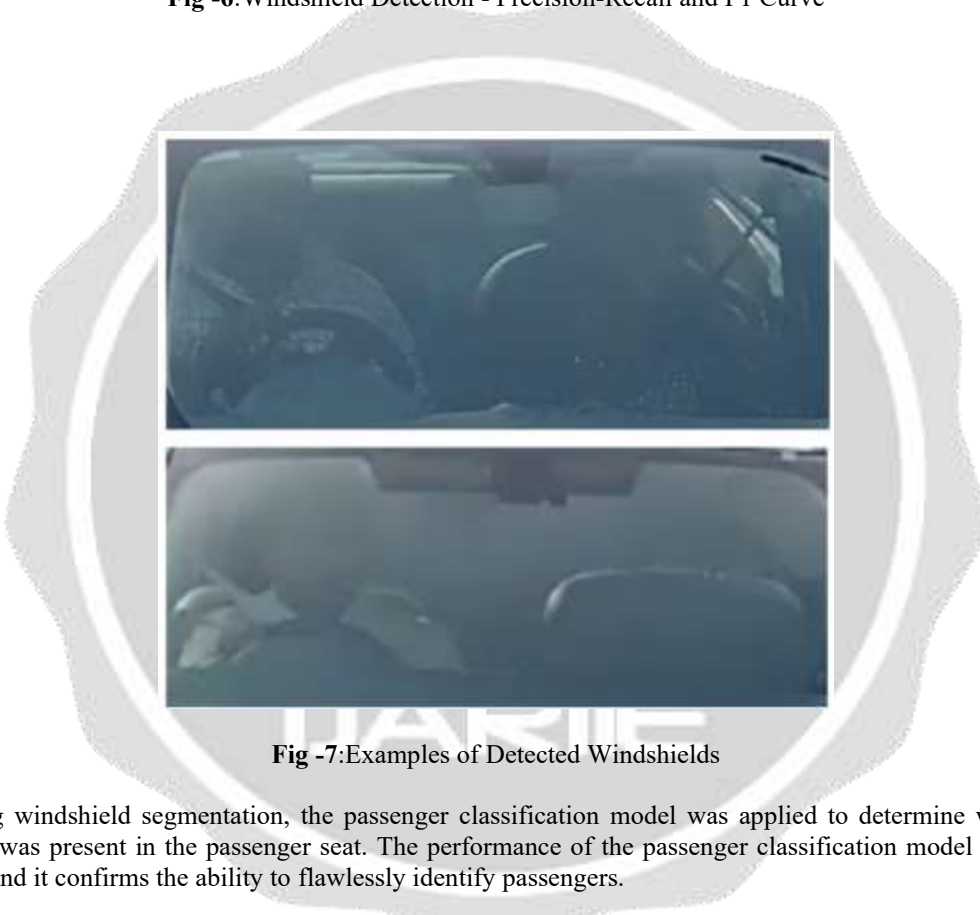 Fig -6:Windshield Detection - Precision-Recall and F1 Curve
IJARIIE
Fig -7:Examples of Detected Windshields
g windshield segmentation, the passenger classification model was applied to determine w
was present in the passenger seat. The performance of the passenger classification model
nd it confirms the ability to flawlessly identify passengers.